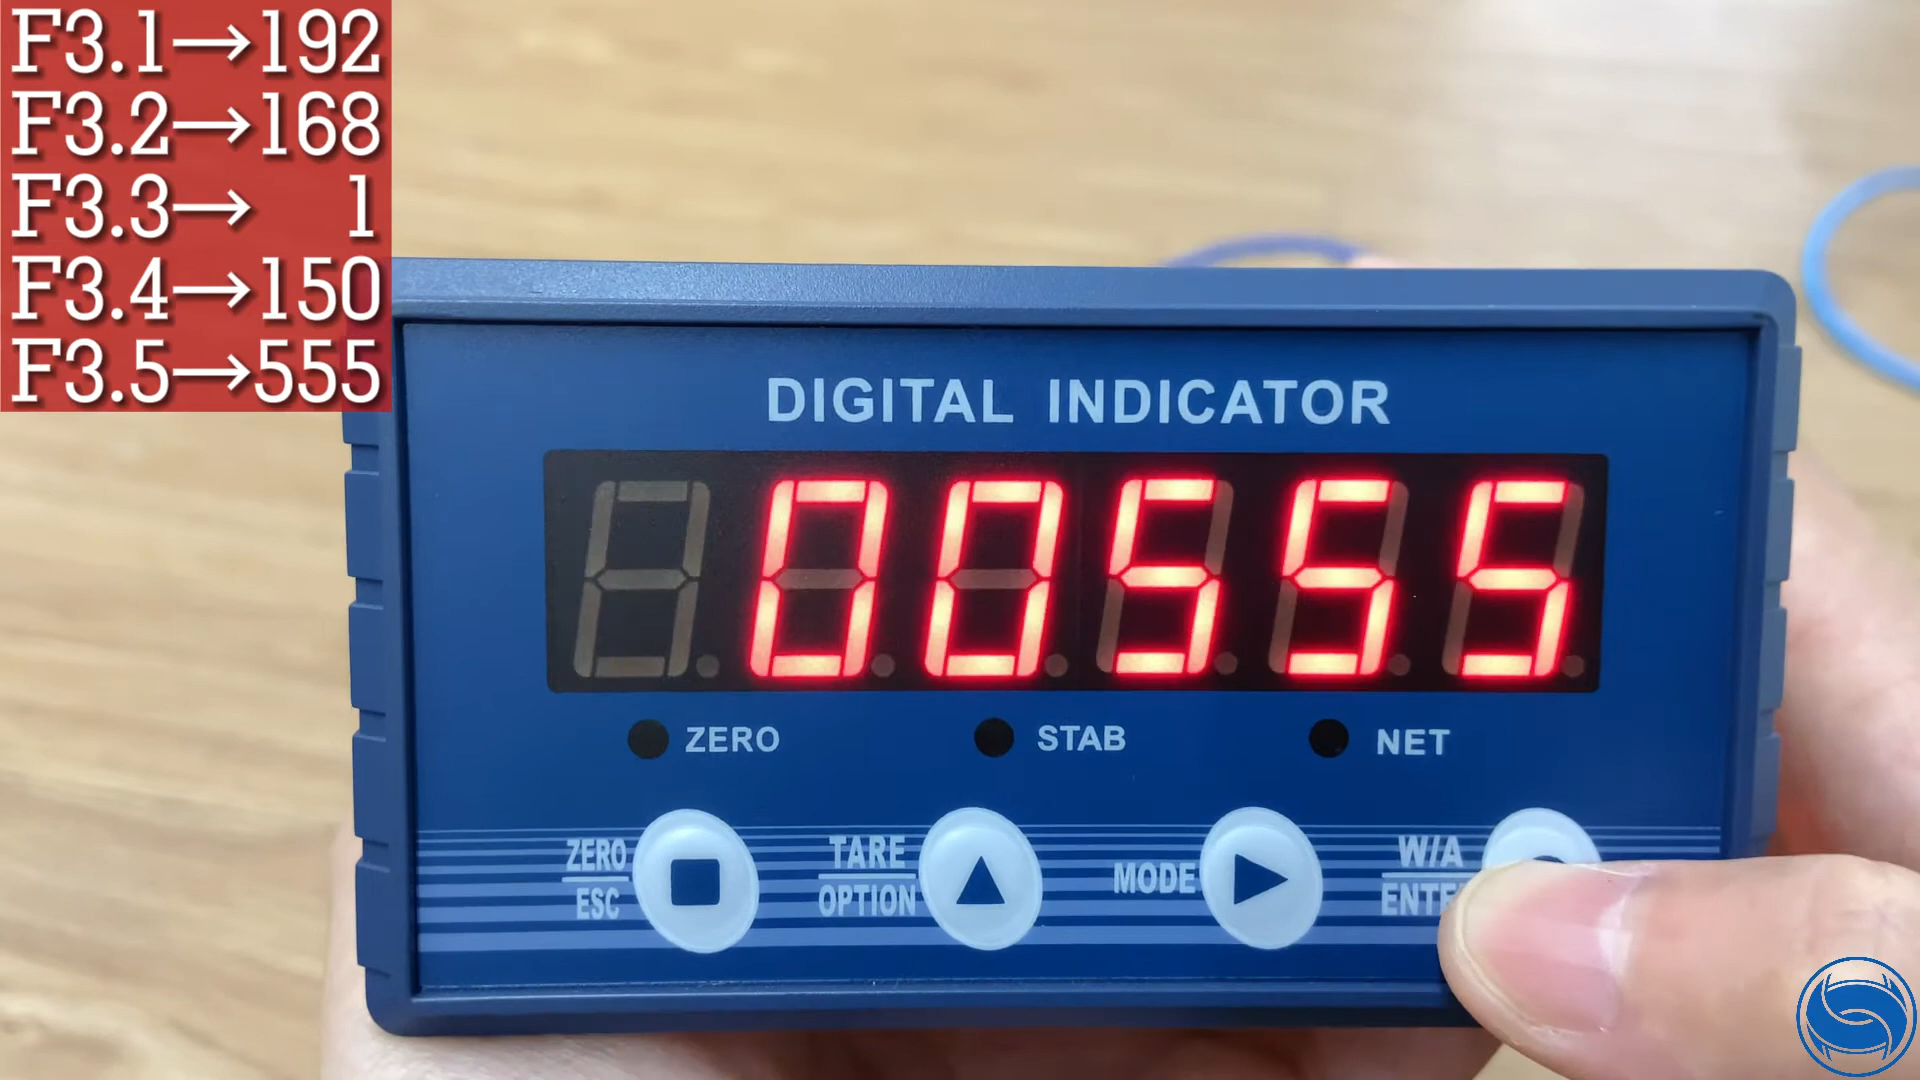 F3.1→192
F3.2→168
F3.3→ 1
F3.4→150
F3.5→555
DIGITAL INDICATOR
00555
ZERO STAB NET
ZERO TARE MODE W/A
ESC OPTION